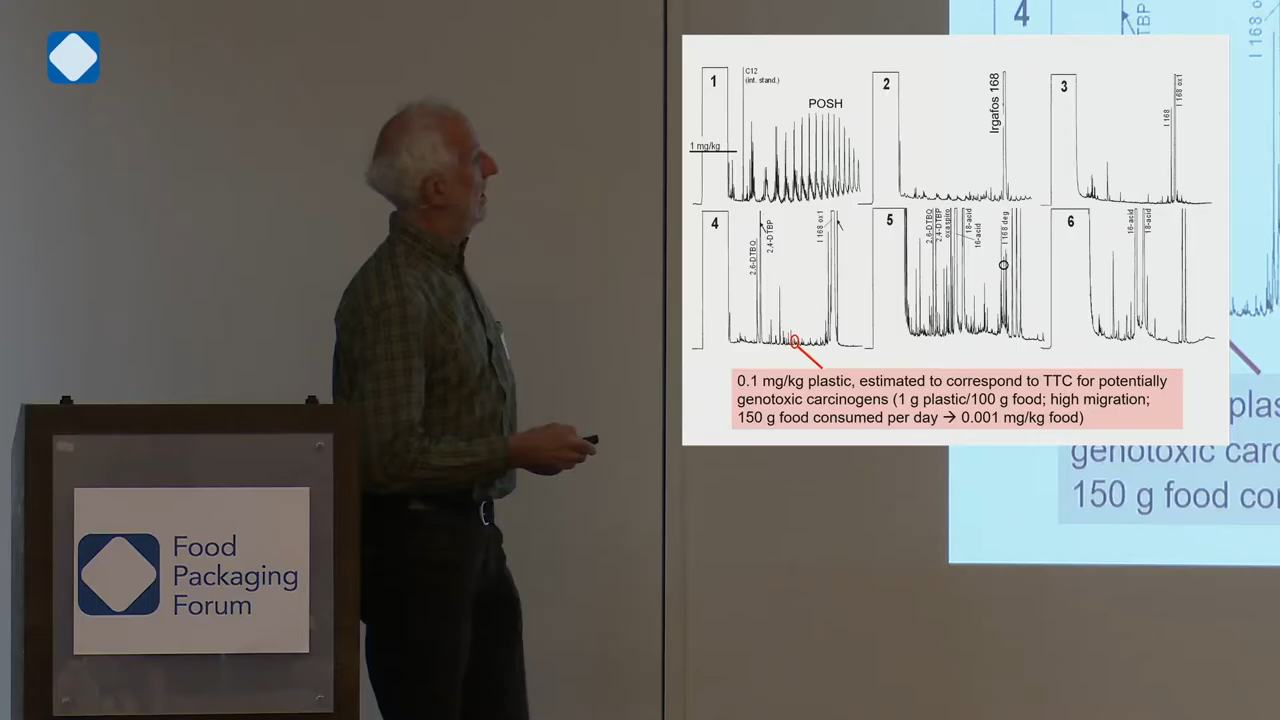 1
C12
(int. stand.)
POSH
1 mg/kg
2
Irgafos 168
3
I 168
I 168 ox1
4
2,6-DTBQ
2,4-DTBP
I 168 ox1
5
2,6-DTBQ
2,4-DTBP
oxaspiro
16-acid
18-acid
I 168 deg
6
16-acid
18-acid
0.1 mg/kg plastic, estimated to correspond to TTC for potentially
genotoxic carcinogens (1 g plastic/100 g food; high migration;
150 g food consumed per day → 0.001 mg/kg food)
4
TBP
I 168 o
plas
genotoxic carc
150 g food co
Food
Packaging
Forum